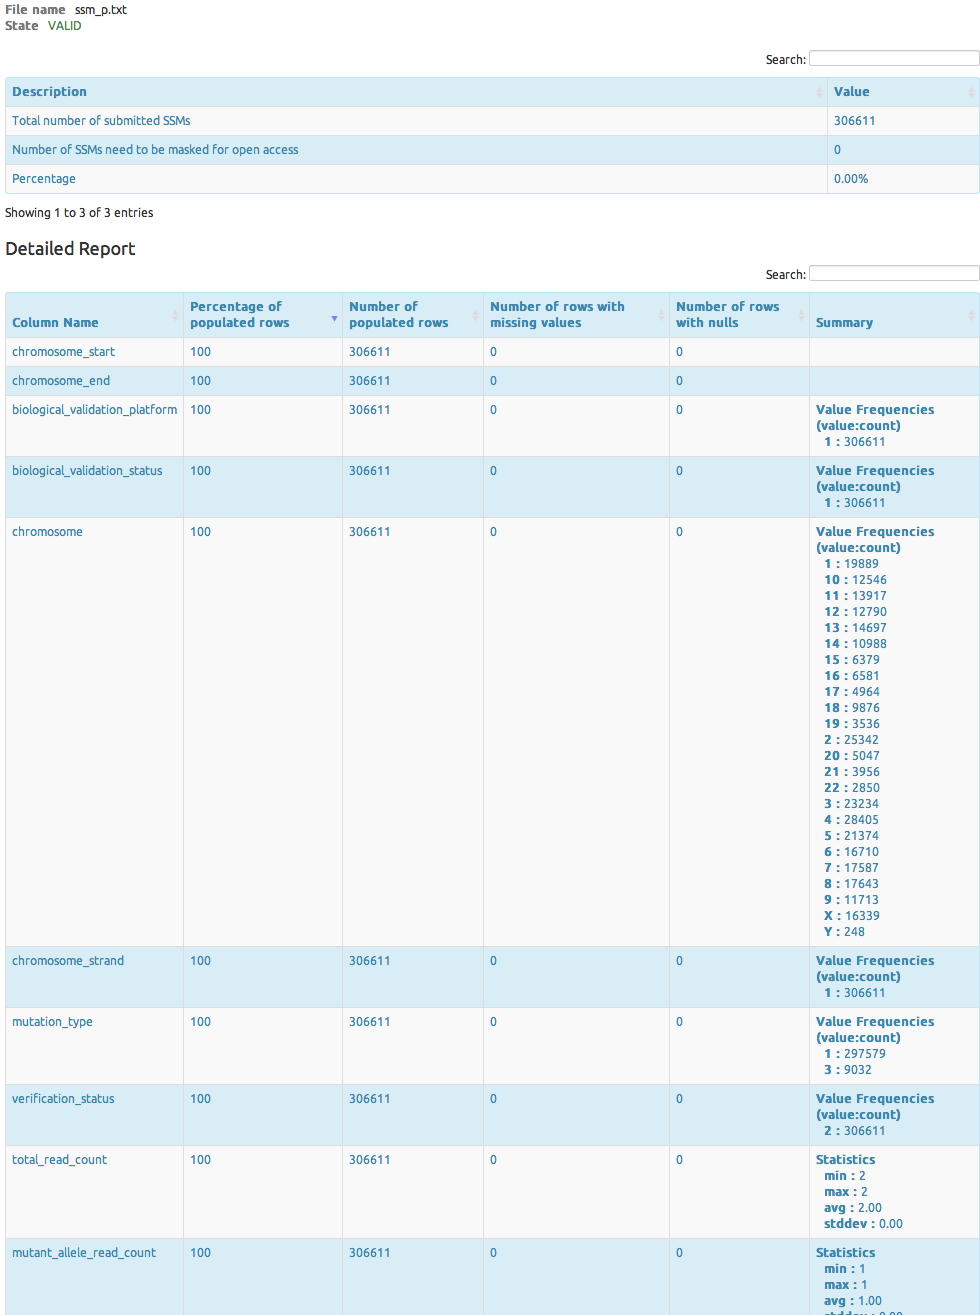 File name ssm_p.txt
State VALID
Search:
Description Value
Total number of submitted SSMs 306611
Number of SSMs need to be masked for open access 0
Percentage 0.00%
Showing 1 to 3 of 3 entries
Detailed Report
Search:
Percentage of Number of Number of rows with Number of rows
Column Name populated rows populated rows missing values with nulls Summary
chromosome_start 100 306611 0 0
chromosome_end 100 306611 0 0
biological_validation_platform 100 306611 0 0 Value Frequencies
(value:count)
1 : 306611
biological_validation_status 100 306611 0 0 Value Frequencies
(value:count)
1 : 306611
chromosome 100 306611 0 0 Value Frequencies
(value:count)
1 : 19889
10 : 12546
11 : 13917
12 : 12790
13 : 14697
14 : 10988
15 : 6379
16 : 6581
17 : 4964
18 : 9876
19 : 3536
2 : 25342
20 : 5047
21 : 3956
22 : 2850
3 : 23234
4 : 28405
5 : 21374
6 : 16710
7 : 17587
8 : 17643
9 : 11713
X : 16339
Y : 248
chromosome_strand 100 306611 0 0 Value Frequencies
(value:count)
1 : 306611
mutation_type 100 306611 0 0 Value Frequencies
(value:count)
1 : 297579
3 : 9032
verification_status 100 306611 0 0 Value Frequencies
(value:count)
2 : 306611
total_read_count 100 306611 0 0 Statistics
min : 2
max : 2
avg : 2.00
stddev : 0.00
mutant_allele_read_count 100 306611 0 0 Statistics
min : 1
max : 1
avg : 1.00